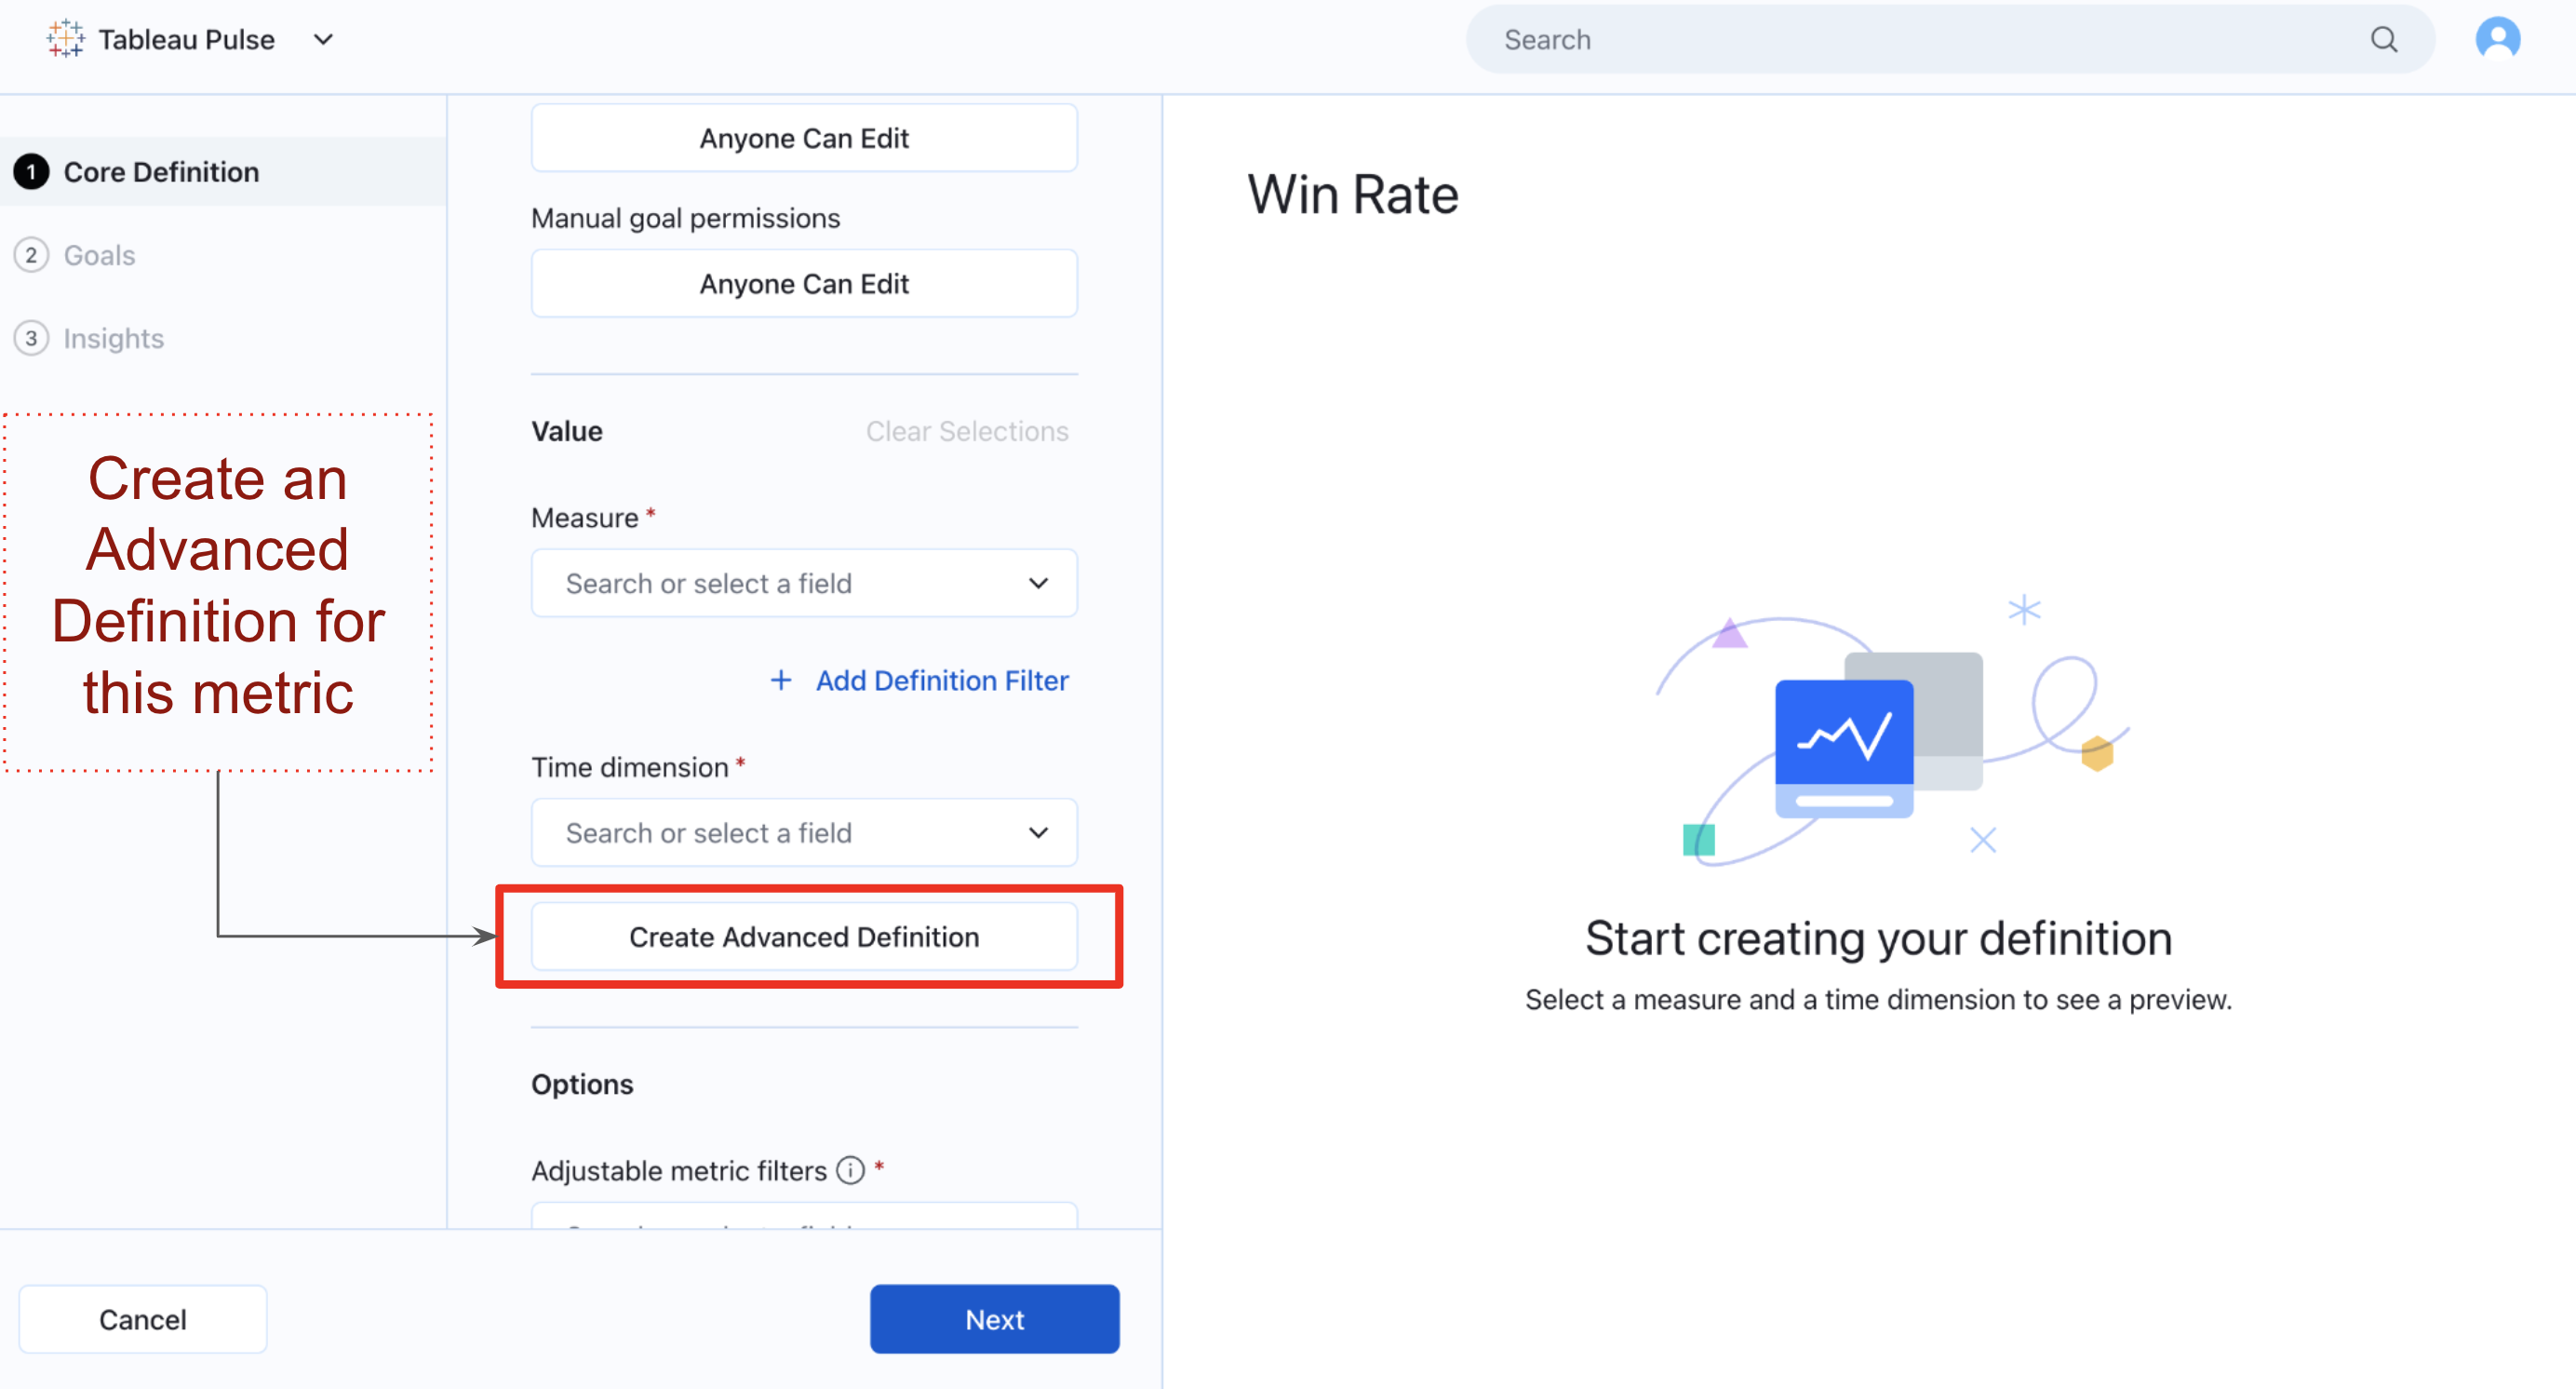 Tableau Pulse
Search
1 Core Definition
2 Goals
3 Insights
Create an
Advanced
Definition for
this metric
Anyone Can Edit
Manual goal permissions
Anyone Can Edit
Value
Clear Selections
Measure *
Search or select a field
+ Add Definition Filter
Time dimension *
Search or select a field
Create Advanced Definition
Options
Adjustable metric filters i *
Cancel
Next
Win Rate
Start creating your definition
Select a measure and a time dimension to see a preview.